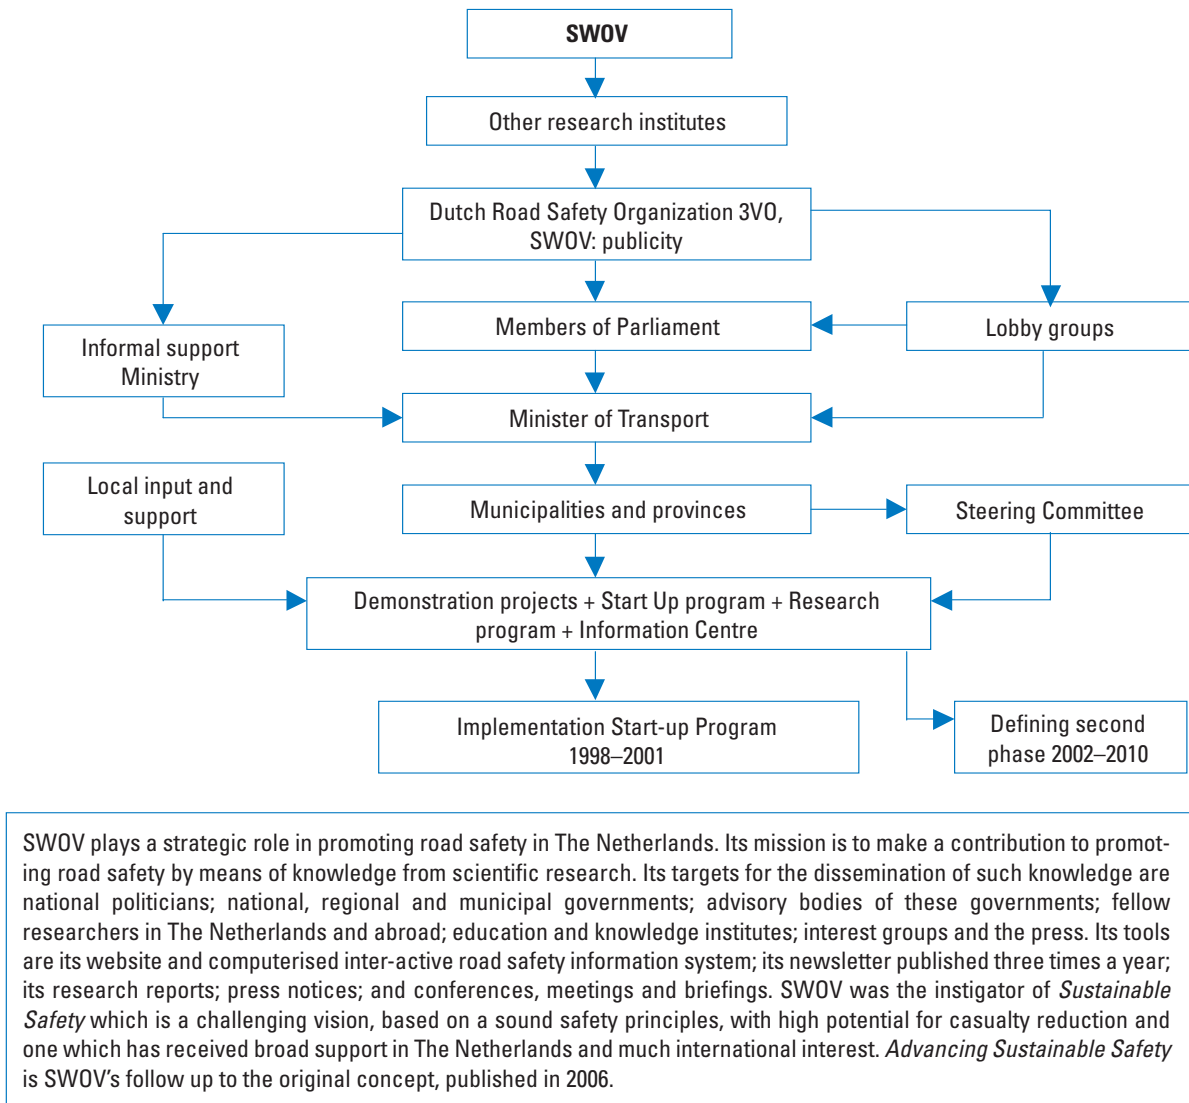 SWOV
Other research institutes
Dutch Road Safety Organization 3VO,
SWOV: publicity
Members of Parliament
Lobby groups
Informal support
Ministry
Minister of Transport
Local input and
support
Municipalities and provinces
Steering Committee
Demonstration projects + Start Up program + Research
program + Information Centre
Implementation Start-up Program
1998–2001
Defining second
phase 2002–2010
SWOV plays a strategic role in promoting road safety in The Netherlands. Its mission is to make a contribution to promot-
ing road safety by means of knowledge from scientific research. Its targets for the dissemination of such knowledge are
national politicians; national, regional and municipal governments; advisory bodies of these governments; fellow
researchers in The Netherlands and abroad; education and knowledge institutes; interest groups and the press. Its tools
are its website and computerised inter-active road safety information system; its newsletter published three times a year;
its research reports; press notices; and conferences, meetings and briefings. SWOV was the instigator of Sustainable
Safety which is a challenging vision, based on a sound safety principles, with high potential for casualty reduction and
one which has received broad support in The Netherlands and much international interest. Advancing Sustainable Safety
is SWOV's follow up to the original concept, published in 2006.